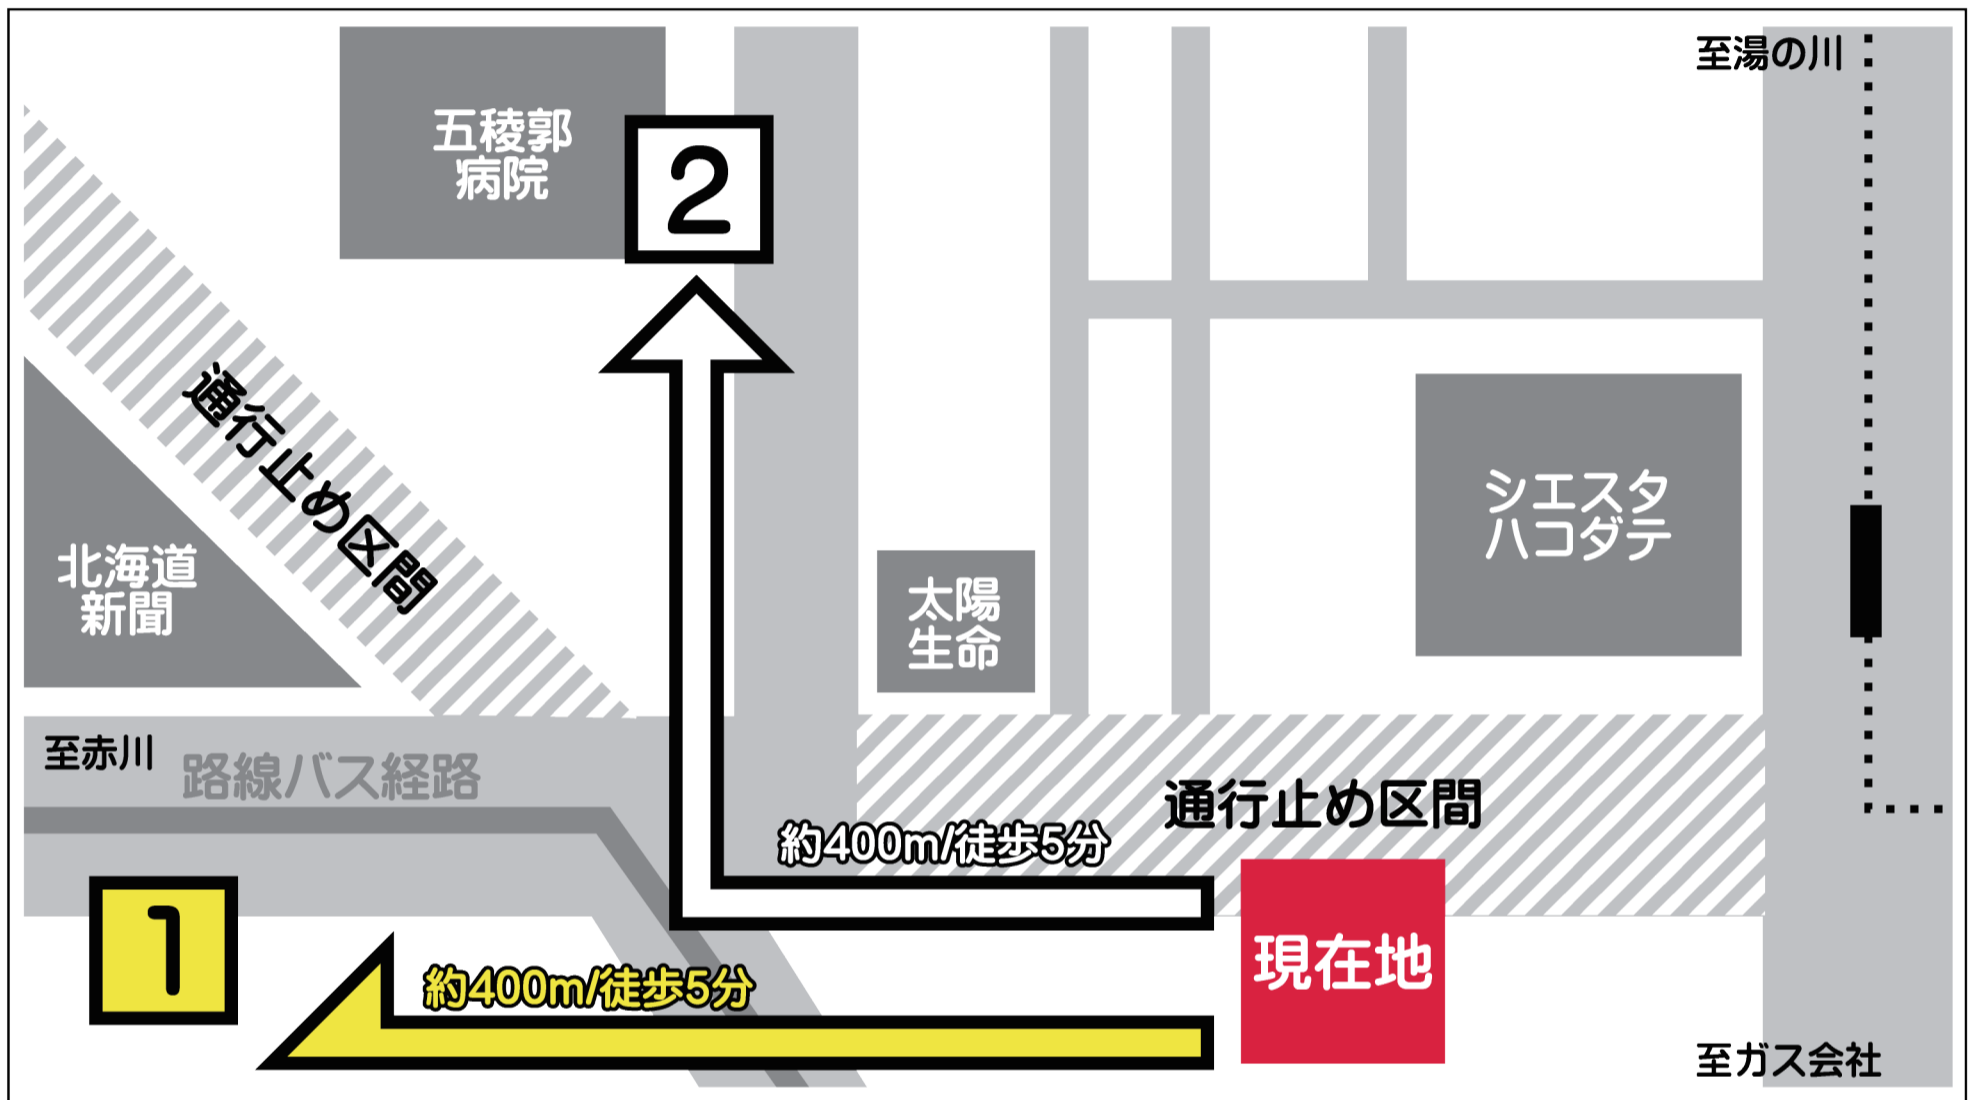 至湯の川
五稜郭
病院
2
通行止め区間
シエスタ
ハコダテ
北海道
新聞
太陽
生命
至赤川
路線バス経路
通行止め区間
約400m/徒歩5分
1
現在地
約400m/徒歩5分
至ガス会社